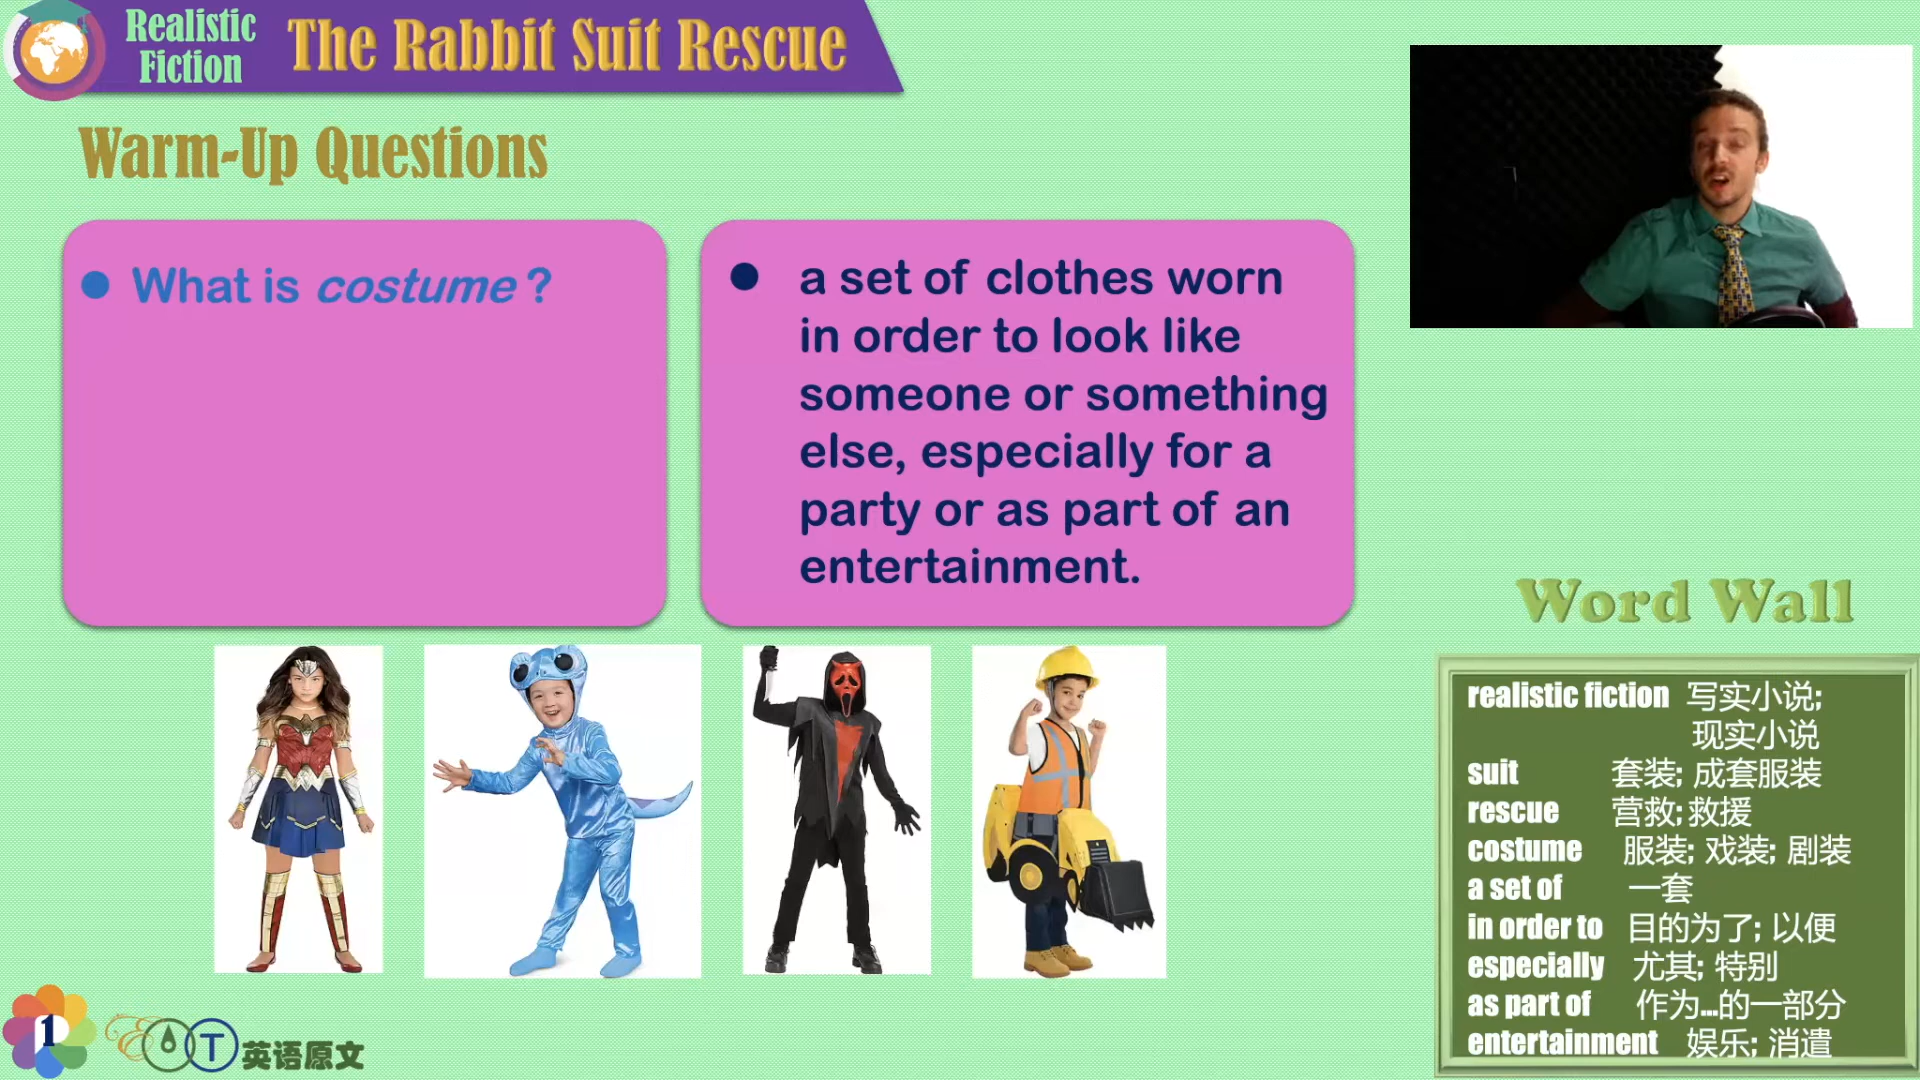 Realistic
Fiction
The Rabbit Suit Rescue
Warm-Up Questions
● What is costume?
● a set of clothes worn
in order to look like
someone or something
else, especially for a
party or as part of an
entertainment.
Word Wall
realistic fiction 写实小说;
现实小说
suit 套装; 成套服装
rescue 营救; 救援
costume 服装; 戏装; 剧装
a set of 一套
in order to 目的为了; 以便
especially 尤其; 特别
as part of 作为...的一部分
entertainment 娱乐; 消遣
1
T 英语原文